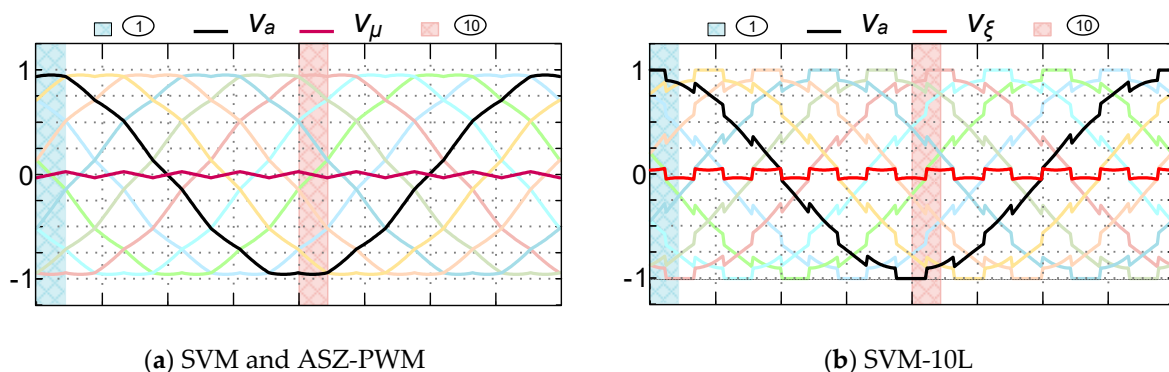 ① Va Vμ ⑩
1
0
-1
(a) SVM and ASZ-PWM
① Va Vξ ⑩
1
0
-1
(b) SVM-10L